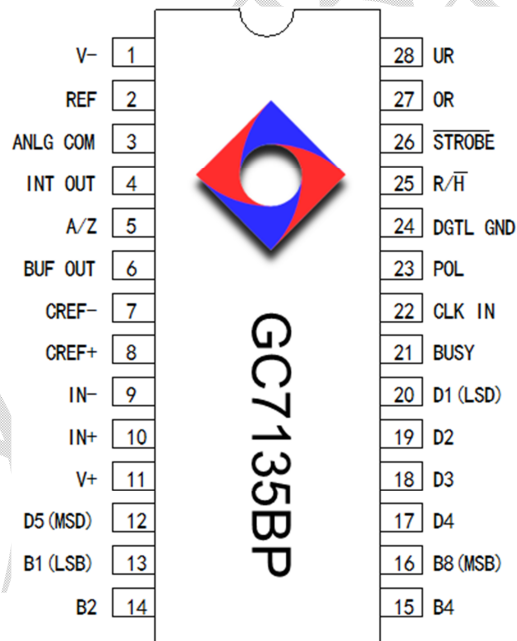 V- 1
REF 2
ANLG COM 3
INT OUT 4
A/Z 5
BUF OUT 6
CREF- 7
CREF+ 8
IN- 9
IN+ 10
V+ 11
D5(MSD) 12
B1(LSB) 13
B2 14
GC7135BP
28 UR
27 OR
26 S̅T̅R̅O̅B̅E̅
25 R/H̅
24 DGTL GND
23 POL
22 CLK IN
21 BUSY
20 D1(LSD)
19 D2
18 D3
17 D4
16 B8(MSB)
15 B4